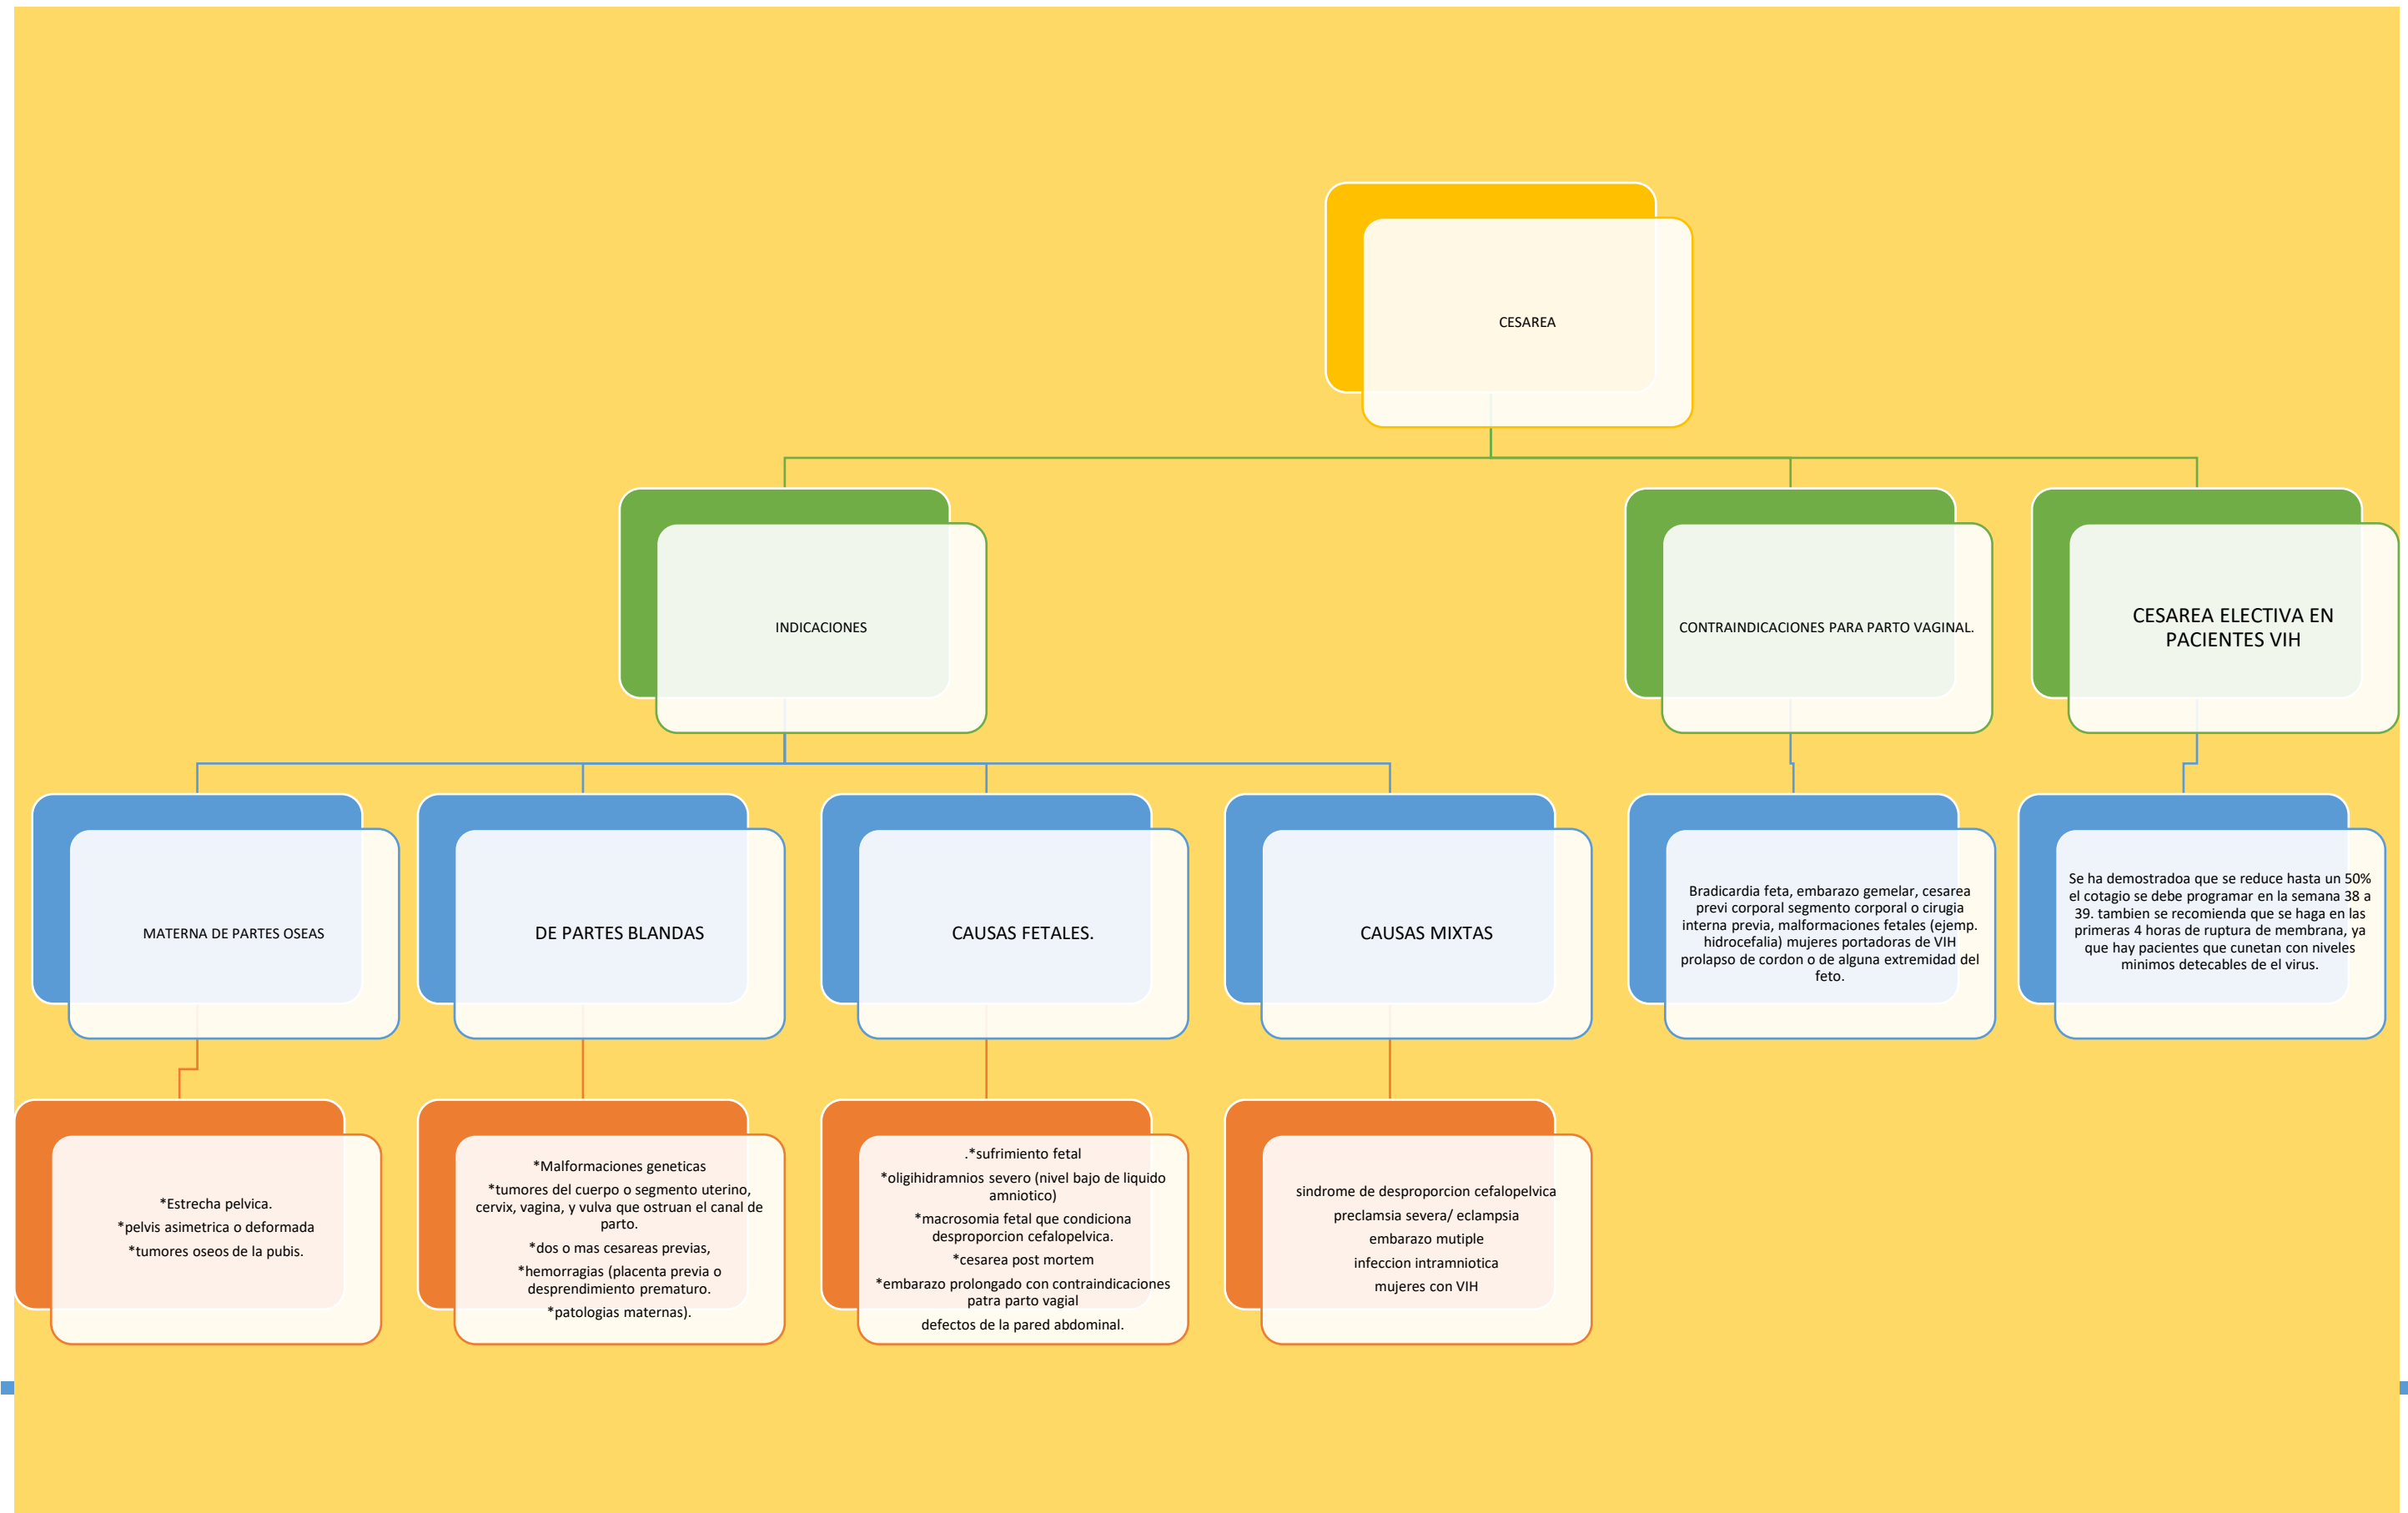 CESAREA
INDICACIONES
CONTRAINDICACIONES PARA PARTO VAGINAL.
CESAREA ELECTIVA EN
PACIENTES VIH
MATERNA DE PARTES OSEAS
DE PARTES BLANDAS
CAUSAS FETALES.
CAUSAS MIXTAS
Bradicardia feta, embarazo gemelar, cesarea
previ corporal segmento corporal o cirugia
interna previa, malformaciones fetales (ejemp.
hidrocefalia) mujeres portadoras de VIH
prolapso de cordon o de alguna extremidad del
feto.
Se ha demostradoa que se reduce hasta un 50%
el cotagio se debe programar en la semana 38 a
39. tambien se recomienda que se haga en las
primeras 4 horas de ruptura de membrana, ya
que hay pacientes que cunetan con niveles
minimos detecables de el virus.
*Estrecha pelvica.
*pelvis asimetrica o deformada
*tumores oseos de la pubis.
*Malformaciones geneticas
*tumores del cuerpo o segmento uterino,
cervix, vagina, y vulva que ostruan el canal de
parto.
*dos o mas cesareas previas,
*hemorragias (placenta previa o
desprendimiento prematuro.
*patologias maternas).
.*sufrimiento fetal
*oligihidramnios severo (nivel bajo de liquido
amniotico)
*macrosomia fetal que condiciona
desproporcion cefalopelvica.
*cesarea post mortem
*embarazo prolongado con contraindicaciones
patra parto vagial
defectos de la pared abdominal.
sindrome de desproporcion cefalopelvica
preclamsia severa/ eclampsia
embarazo mutiple
infeccion intramniotica
mujeres con VIH